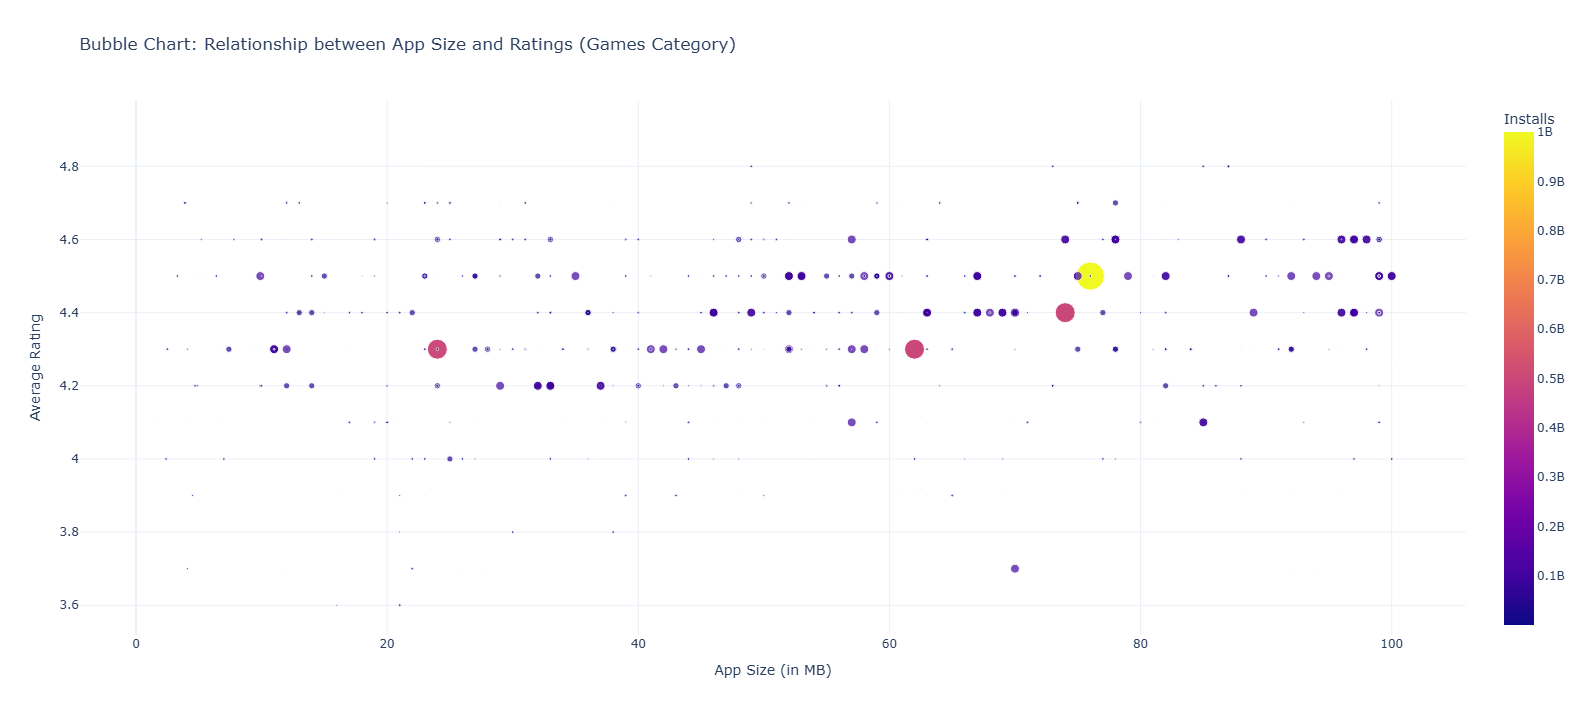 Bubble Chart: Relationship between App Size and Ratings (Games Category)
Installs
1B
0.9B
0.8B
0.7B
0.6B
0.5B
0.4B
0.3B
0.2B
0.1B
Average Rating
4.8
4.6
4.4
4.2
4
3.8
3.6
0 20 40 60 80 100
App Size (in MB)